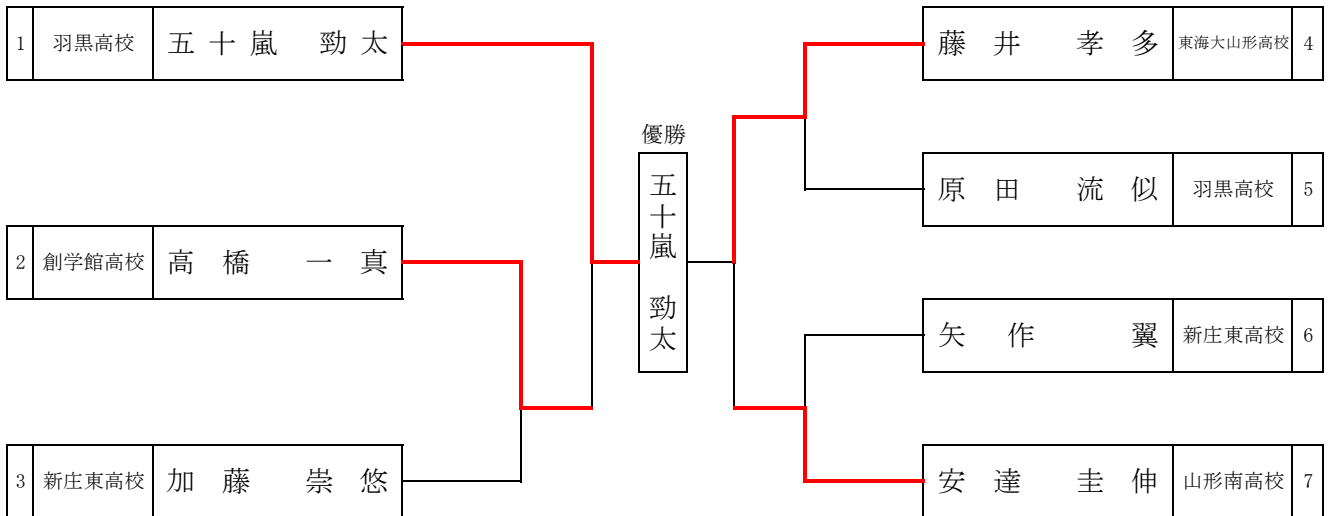 1 羽黒高校 五十嵐 勁太
2 創学館高校 高橋 一真
3 新庄東高校 加藤 崇悠
優勝
五十嵐 勁太
藤井 孝多 東海大山形高校 4
原田 流似 羽黒高校 5
矢作 翼 新庄東高校 6
安達 圭伸 山形南高校 7